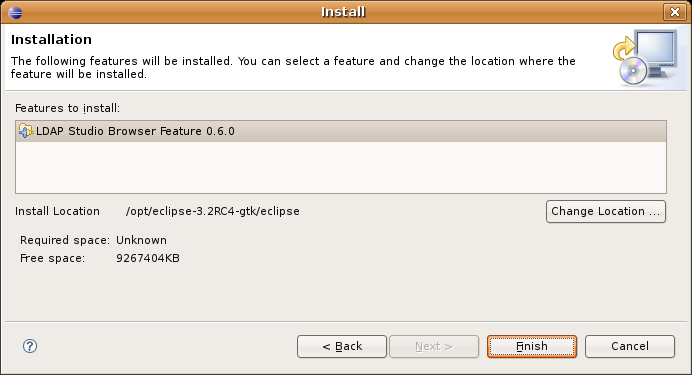 Install
Installation
The following features will be installed. You can select a feature and change the location where the
feature will be installed.
Features to install:
LDAP Studio Browser Feature 0.6.0
Install Location /opt/eclipse-3.2RC4-gtk/eclipse Change Location ...
Required space: Unknown
Free space: 9267404KB
? < Back Next > Finish Cancel